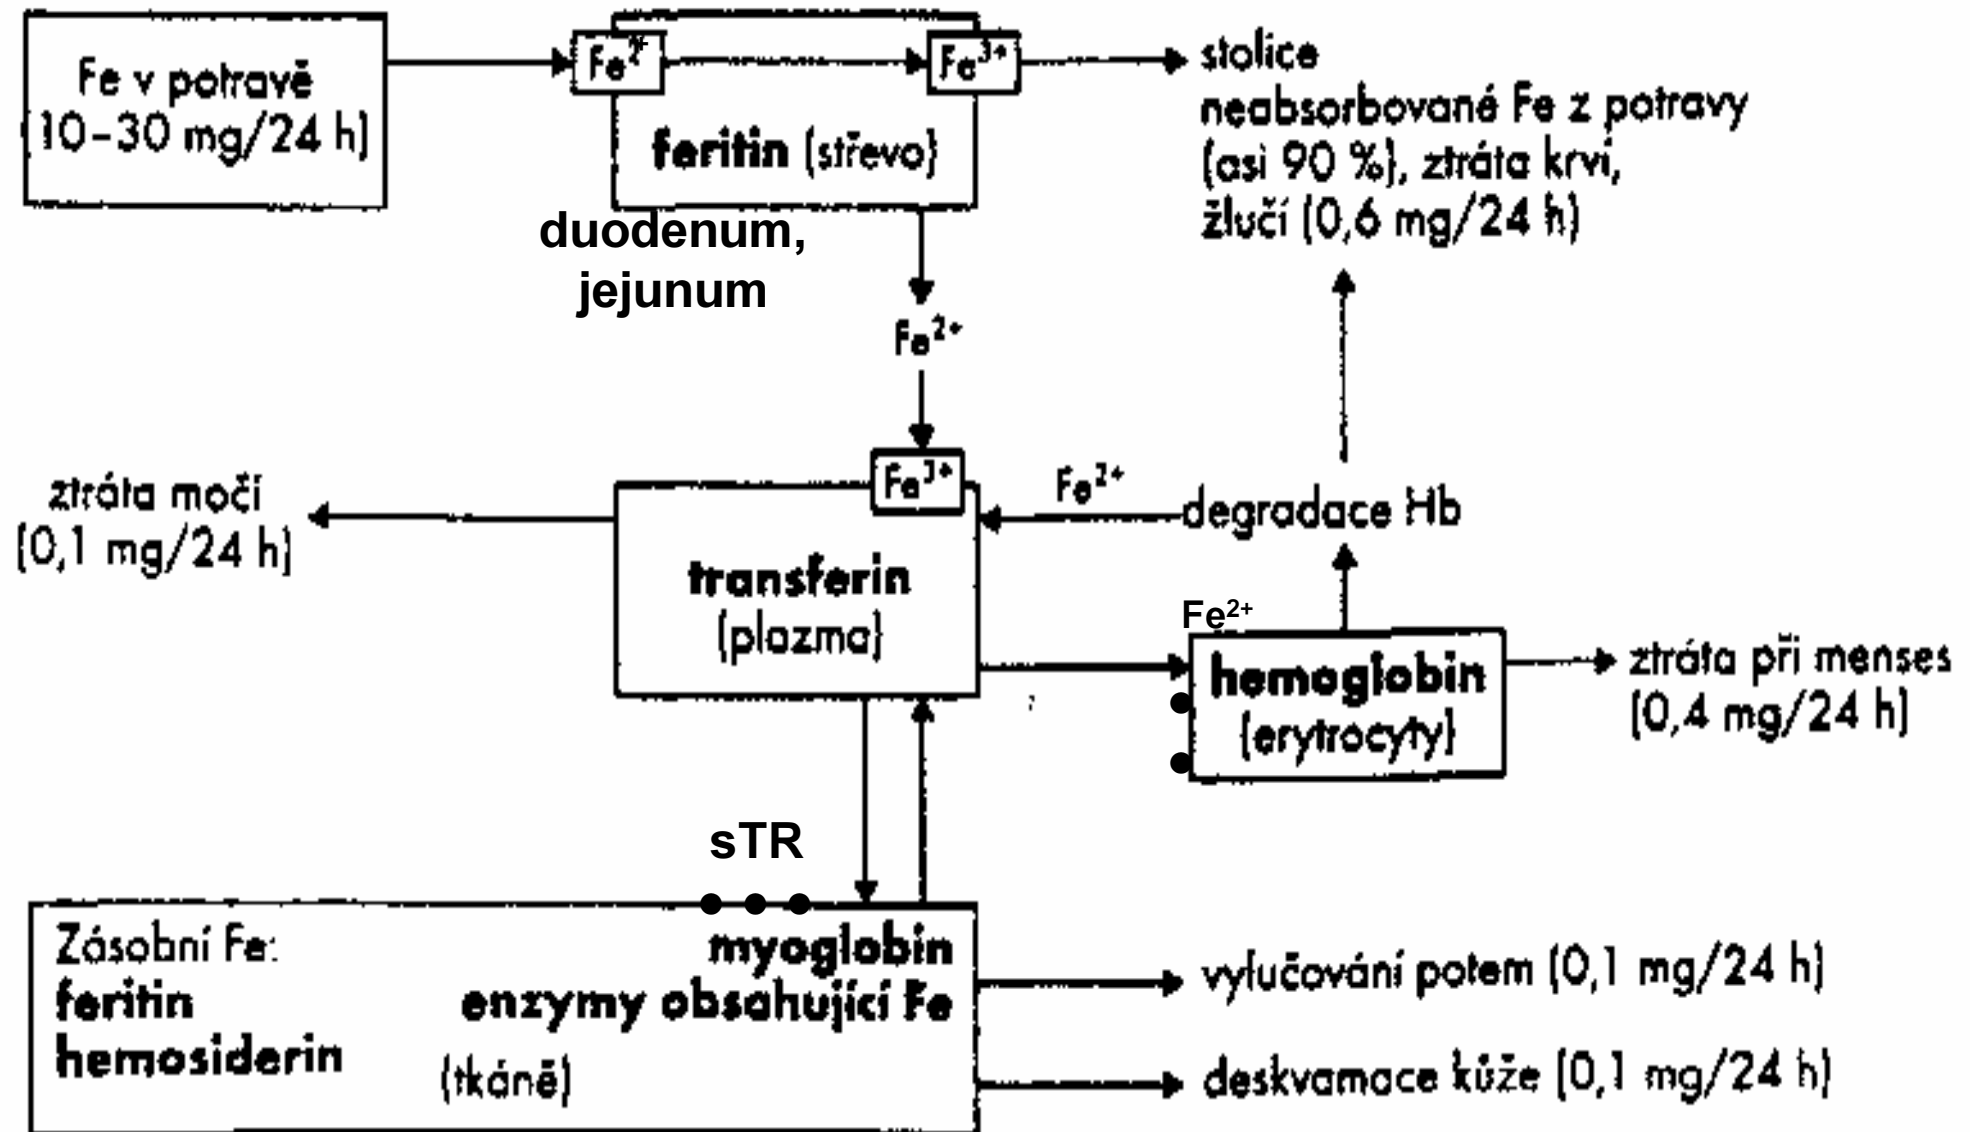 Fe v potravě
(10–30 mg/24 h)
Fe2+
Fe3+
feritin (střevo)
duodenum,
jejunum
stolice
neabsorbované Fe z potravy
(asi 90 %), ztráta krví,
žlučí (0,6 mg/24 h)
Fe2+
Fe3+
Fe2+
degradace Hb
ztráta močí
(0,1 mg/24 h)
transferin
(plazma)
Fe2+
hemoglobin
(erytrocyty)
ztráta při menses
(0,4 mg/24 h)
sTR
Zásobní Fe:
feritin
hemosiderin
myoglobin
enzymy obsahující Fe
(tkáně)
vylučování potem (0,1 mg/24 h)
deskvamace kůže (0,1 mg/24 h)